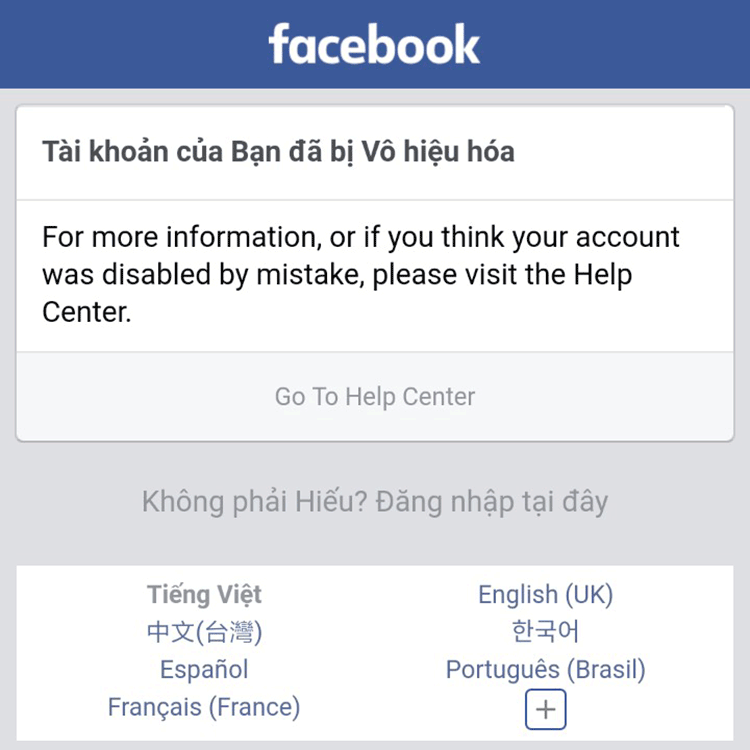 facebook
Tài khoản của Bạn đã bị Vô hiệu hóa
For more information, or if you think your account
was disabled by mistake, please visit the Help
Center.
Go To Help Center
Không phải Hiếu? Đăng nhập tại đây
Tiếng Việt
English (UK)
中文(台灣)
한국어
Español
Português (Brasil)
Français (France)
+